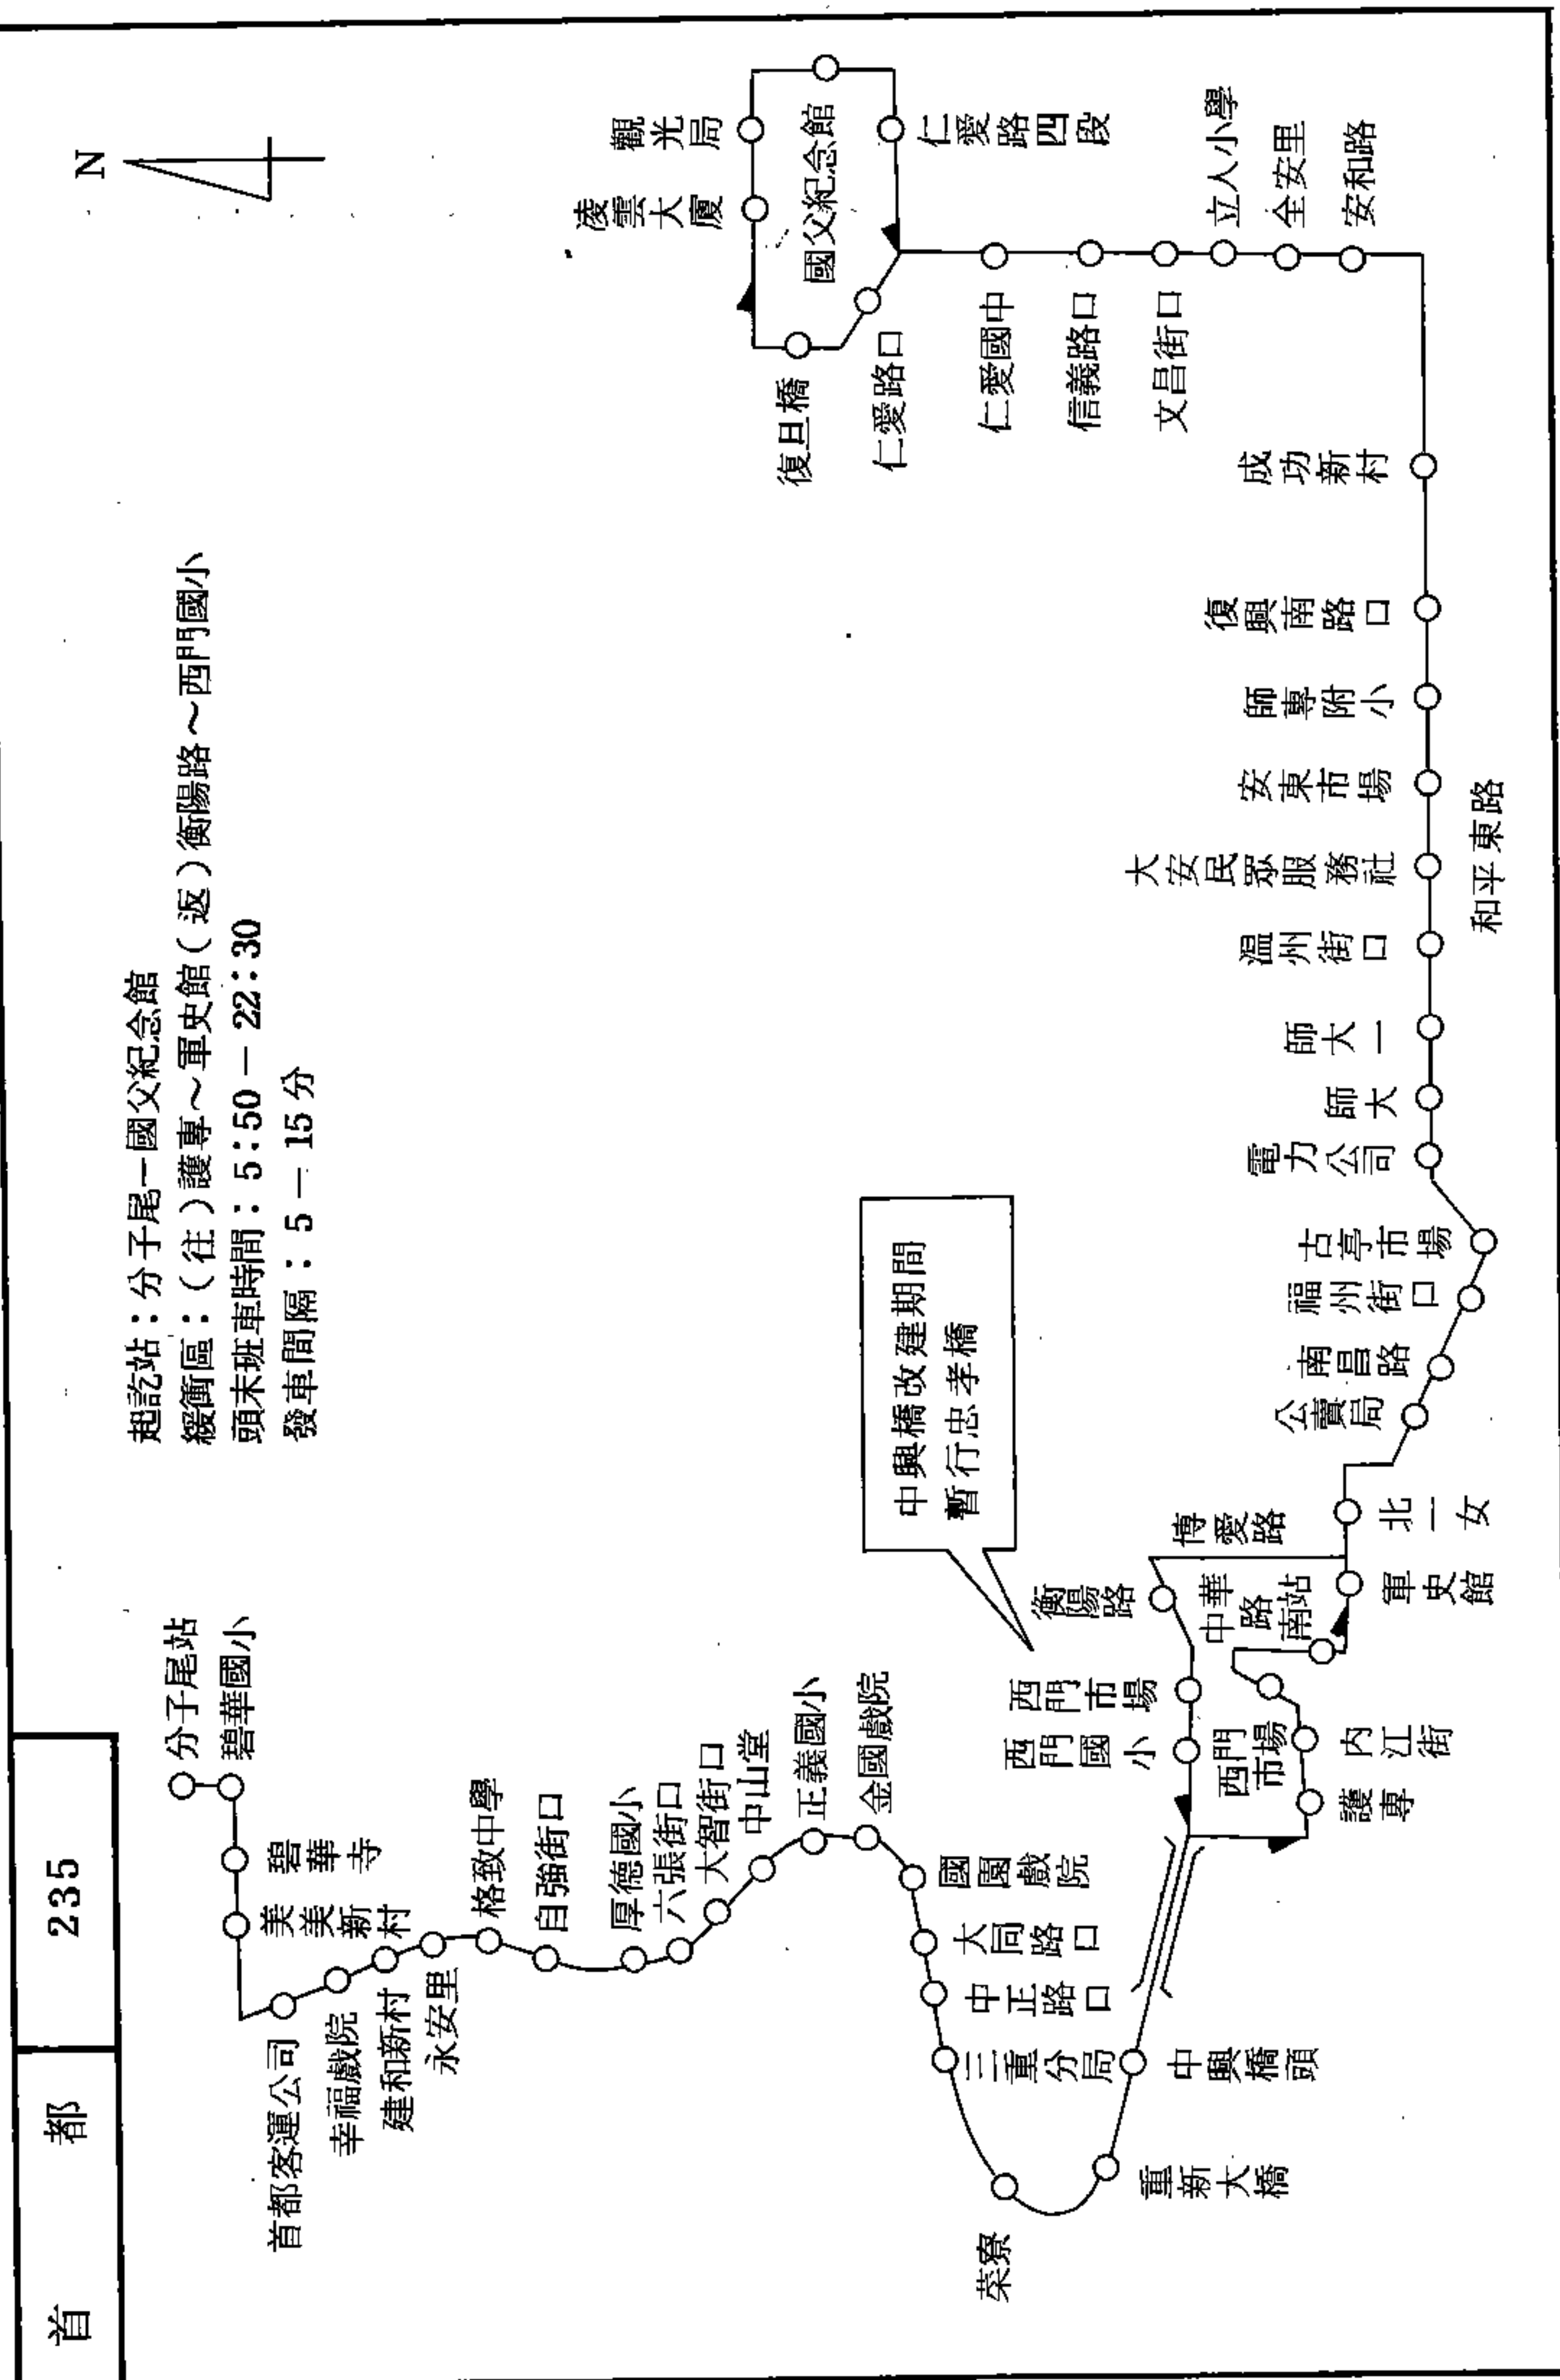 首都 235
N
起訖站：分子尾—國父紀念館
緩衝區：（往）護專～軍史館（返）衡陽路～西門國小
頭末班車時間：5:50－22:30
發車間隔：5－15分
分子尾站
碧華國小
碧華寺
美美新村
首都客運公司
幸福戲院
建和新村
永安里
格致中學
自強街口
厚德國小
六張街口
大智街口
中山堂
正義國小
金國戲院
國園戲院
大同路口
中正路口
三重分局
菜寮
重新大橋
中興橋頭
中興橋改建期間
暫行忠孝橋
西門國小
西門市場
衡陽路
博愛路
護專
內江街
西門市場
中華路南站
軍史館
北一女
公賣局
南昌路
福州街口
古亭市場
電力公司
師大
師大一
溫州街口
大安民眾服務社
安東市場
師專附小
復興南路口
成功新村
和平東路
安和路
全安里
立人小學
文昌街口
信義路口
仁愛國中
仁愛路口
復旦橋
凌雲大廈
觀光局
國父紀念館
仁愛路四段